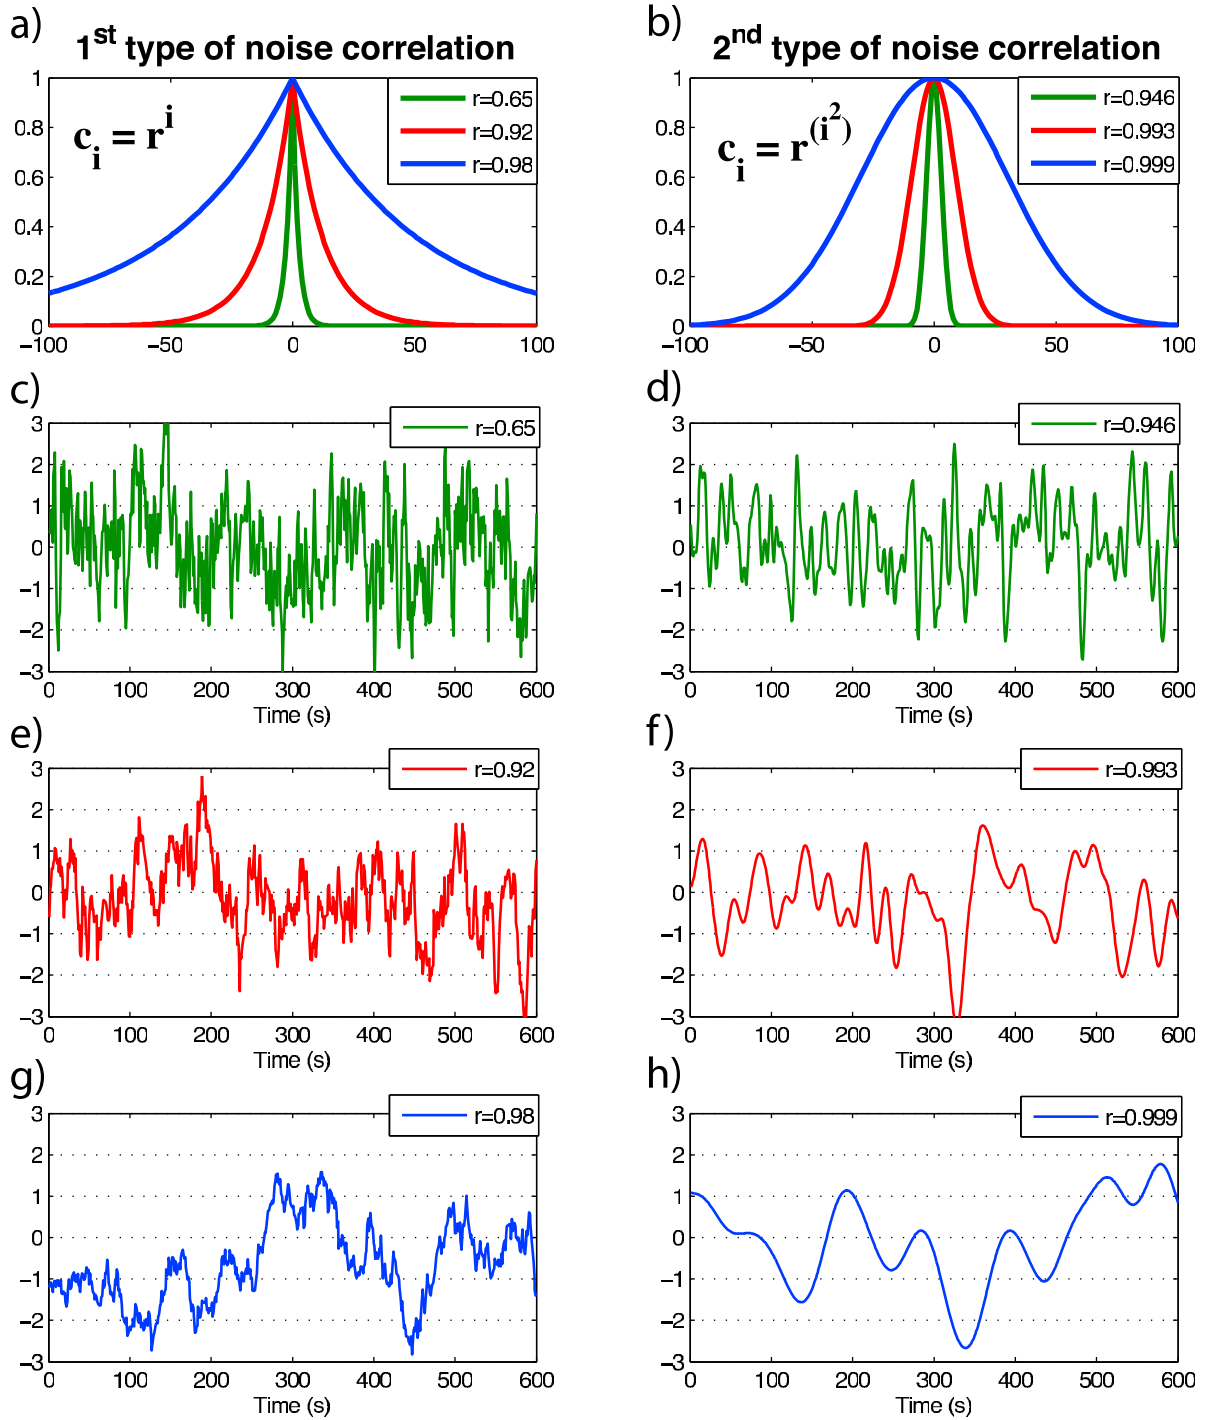 a)
1st type of noise correlation
1
0.8
0.6
0.4
0.2
0
−100
−50
0
50
100
c_i = r^i
r=0.65
r=0.92
r=0.98
b)
2nd type of noise correlation
1
0.8
0.6
0.4
0.2
0
−100
−50
0
50
100
c_i = r^(i^2)
r=0.946
r=0.993
r=0.999
c)
3
2
1
0
−1
−2
−3
0 100 200 300 400 500 600
Time (s)
r=0.65
d)
3
2
1
0
−1
−2
−3
0 100 200 300 400 500 600
Time (s)
r=0.946
e)
3
2
1
0
−1
−2
−3
0 100 200 300 400 500 600
Time (s)
r=0.92
f)
3
2
1
0
−1
−2
−3
0 100 200 300 400 500 600
Time (s)
r=0.993
g)
3
2
1
0
−1
−2
−3
0 100 200 300 400 500 600
Time (s)
r=0.98
h)
3
2
1
0
−1
−2
−3
0 100 200 300 400 500 600
Time (s)
r=0.999